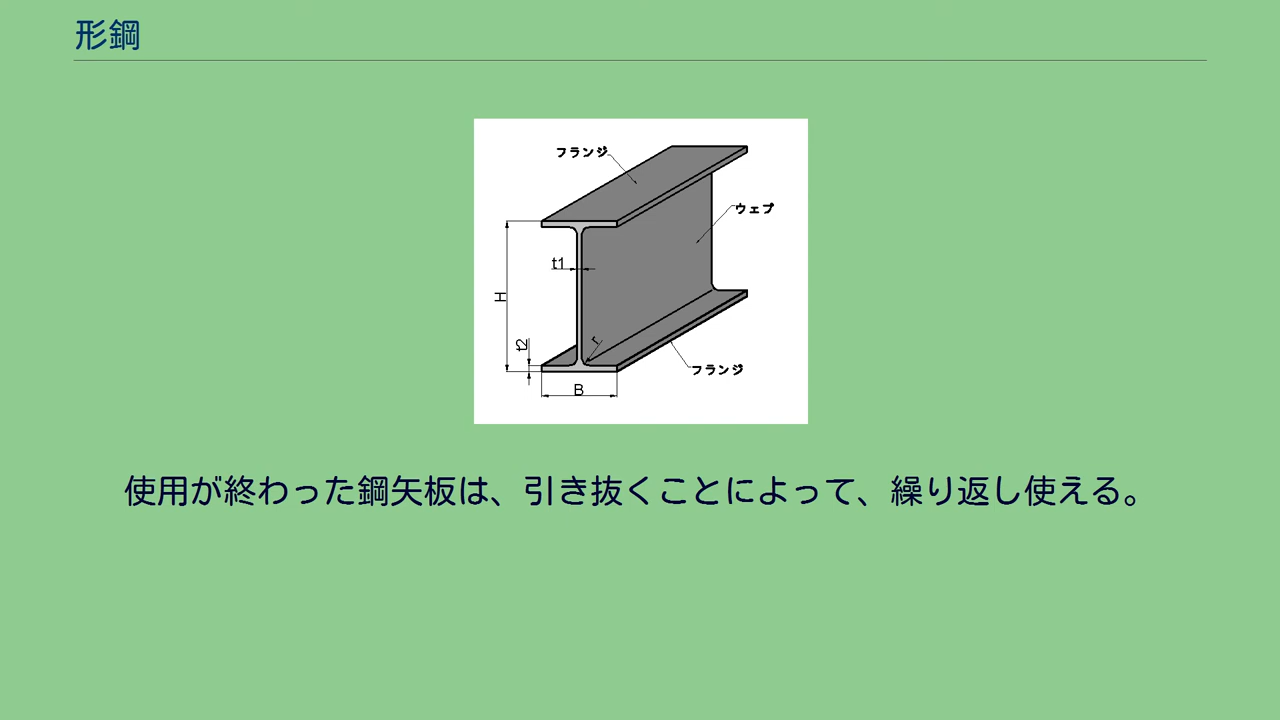 形鋼
フランジ
ウェブ
t1
H
t2
r
フランジ
B
使用が終わった鋼矢板は、引き抜くことによって、繰り返し使える。